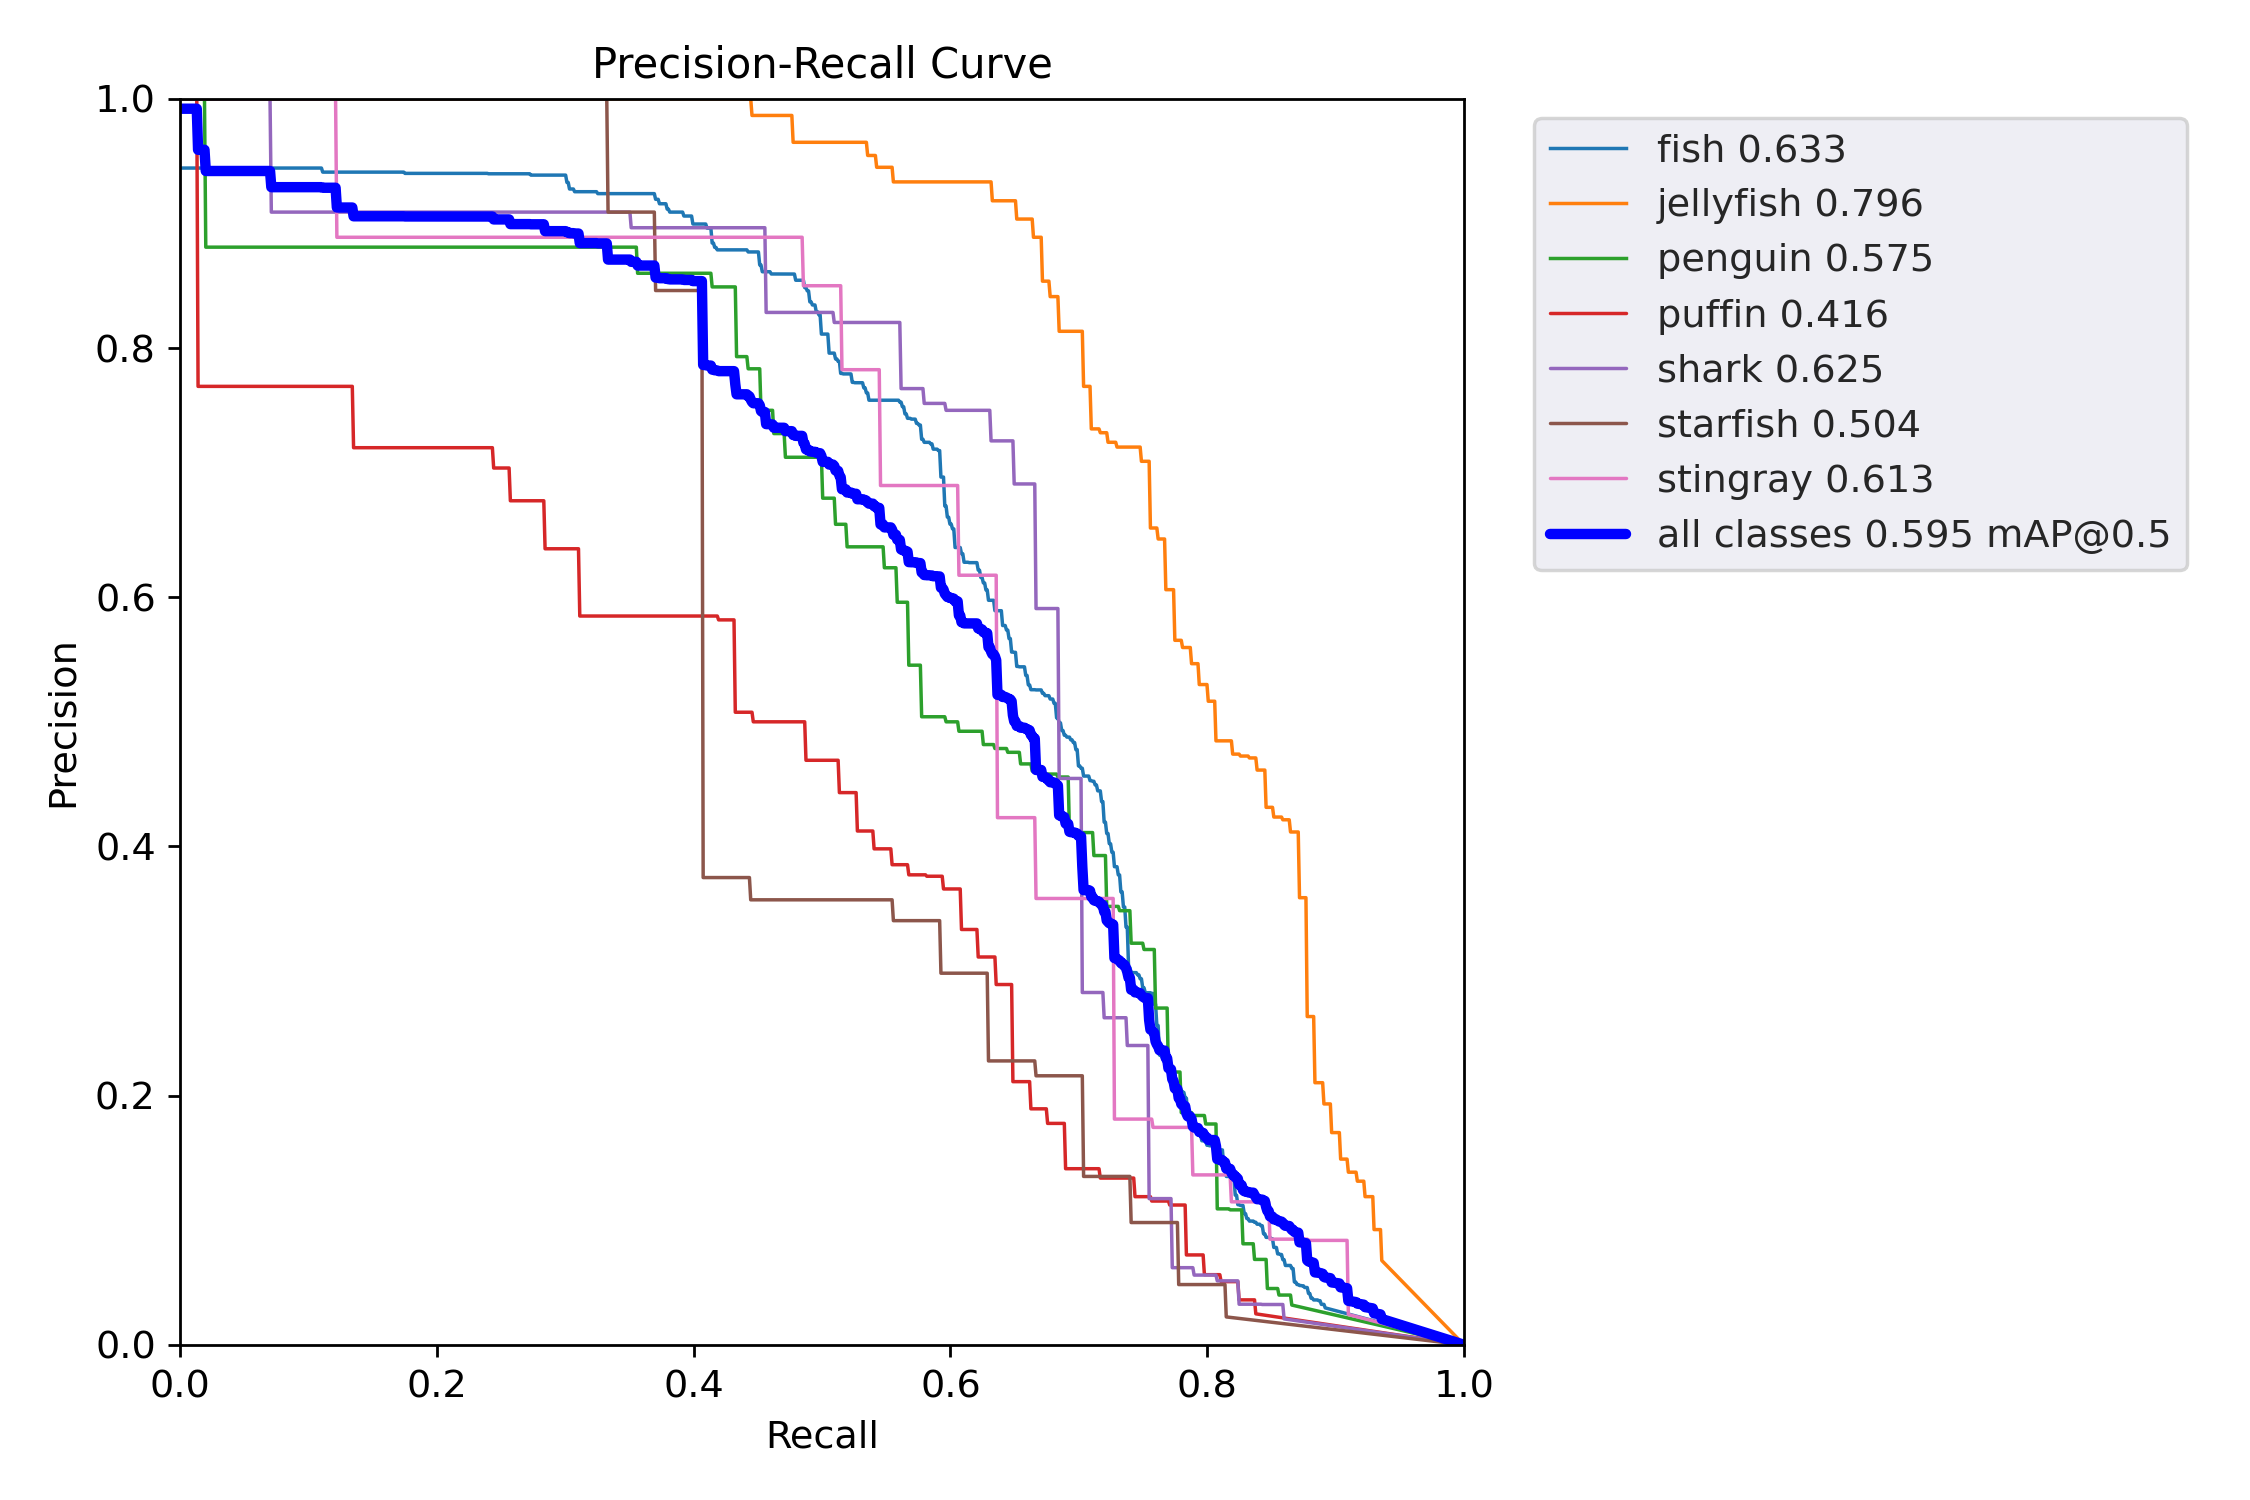 Precision-Recall Curve
1.0
0.8
0.6
0.4
0.2
0.0
Precision
0.0 0.2 0.4 0.6 0.8 1.0
Recall
fish 0.633
jellyfish 0.796
penguin 0.575
puffin 0.416
shark 0.625
starfish 0.504
stingray 0.613
all classes 0.595 mAP@0.5